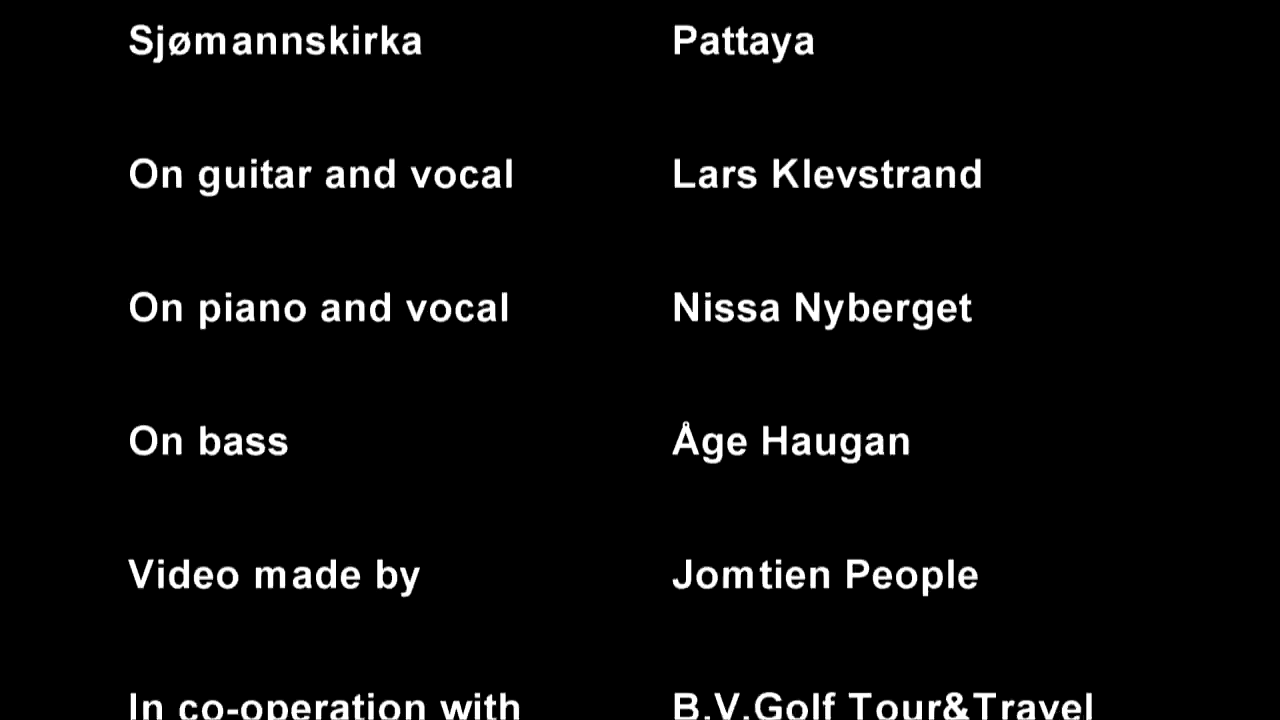 Sjømannskirka Pattaya
On guitar and vocal Lars Klevstrand
On piano and vocal Nissa Nyberget
On bass Åge Haugan
Video made by Jomtien People
In co-operation with B.V.Golf Tour&Travel